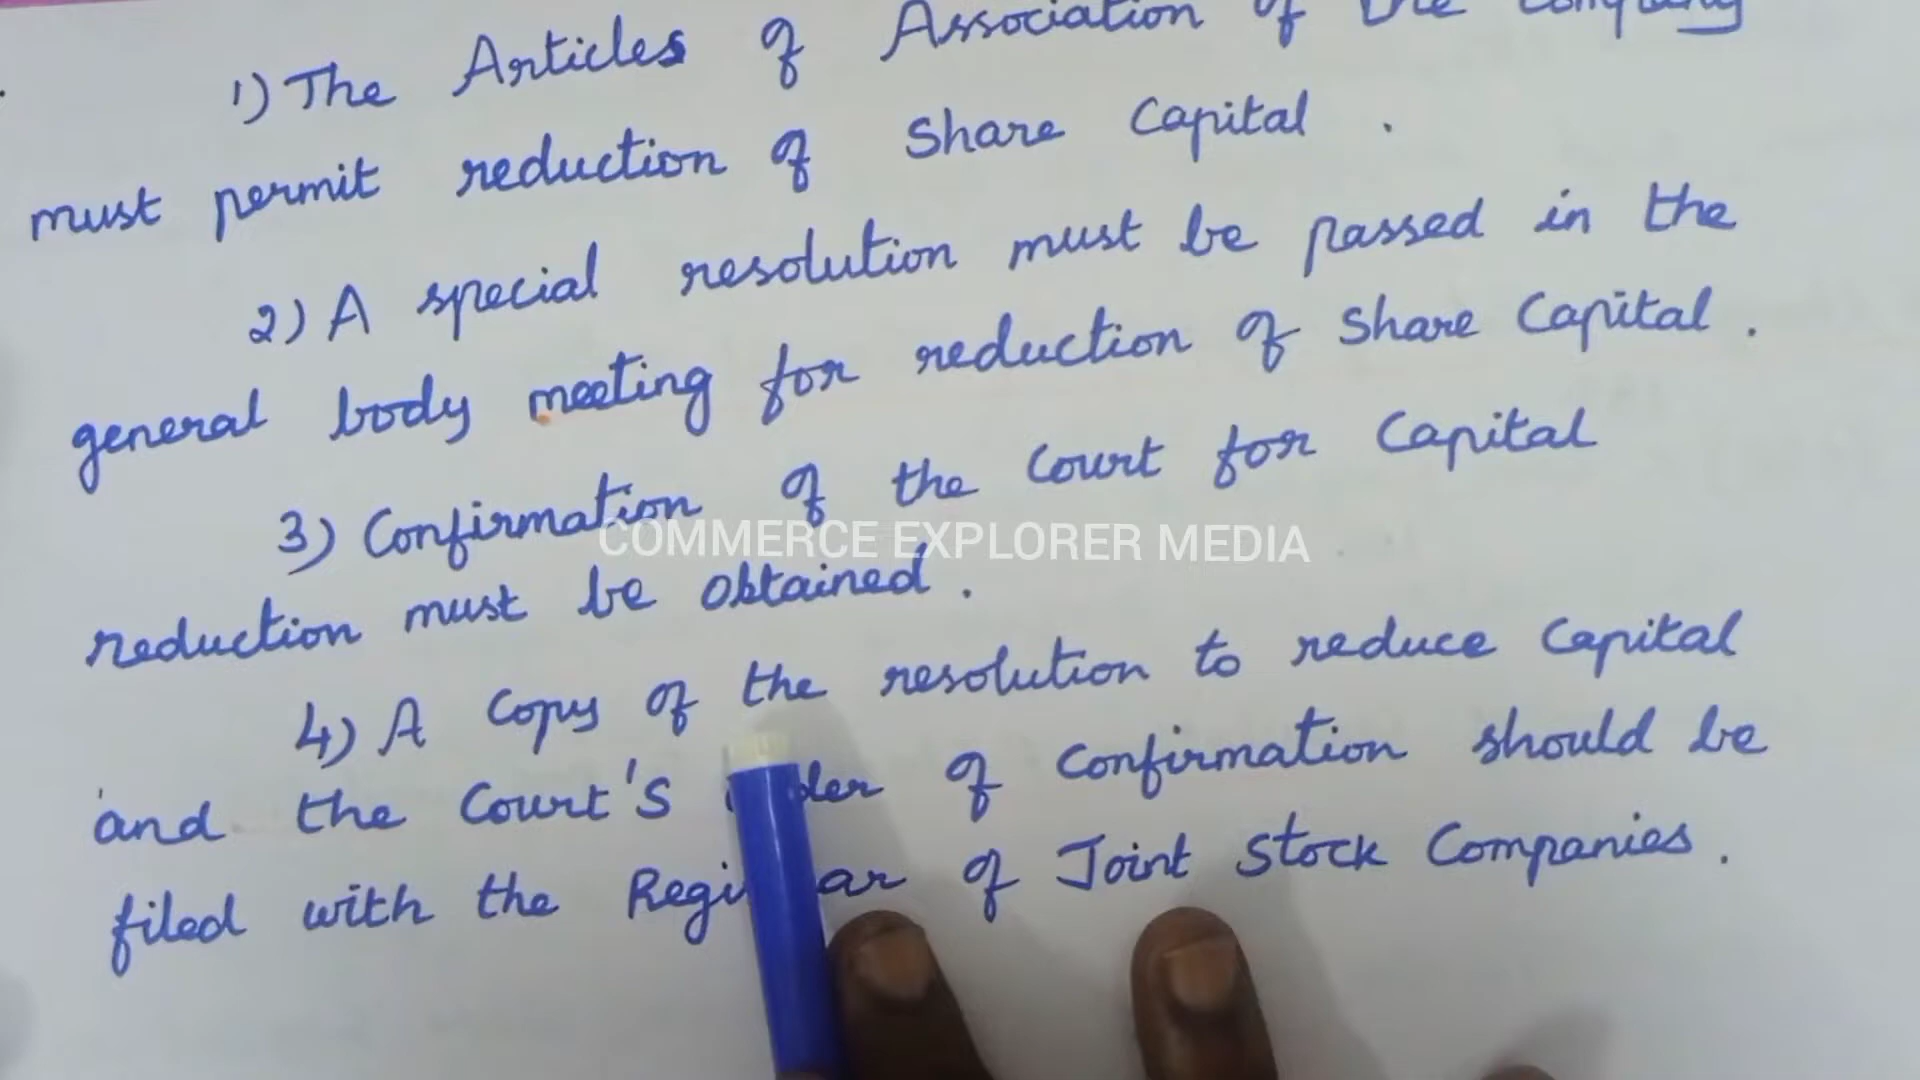 1) The Articles of Association of the Company
must permit reduction of Share Capital .
2) A special resolution must be passed in the
general body meeting for reduction of Share Capital .
3) Confirmation of the Court for Capital
COMMERCE EXPLORER MEDIA
reduction must be obtained .
4) A Copy of the resolution to reduce Capital
and the Court's of Confirmation should be
filed with the of Joint Stock Companies .